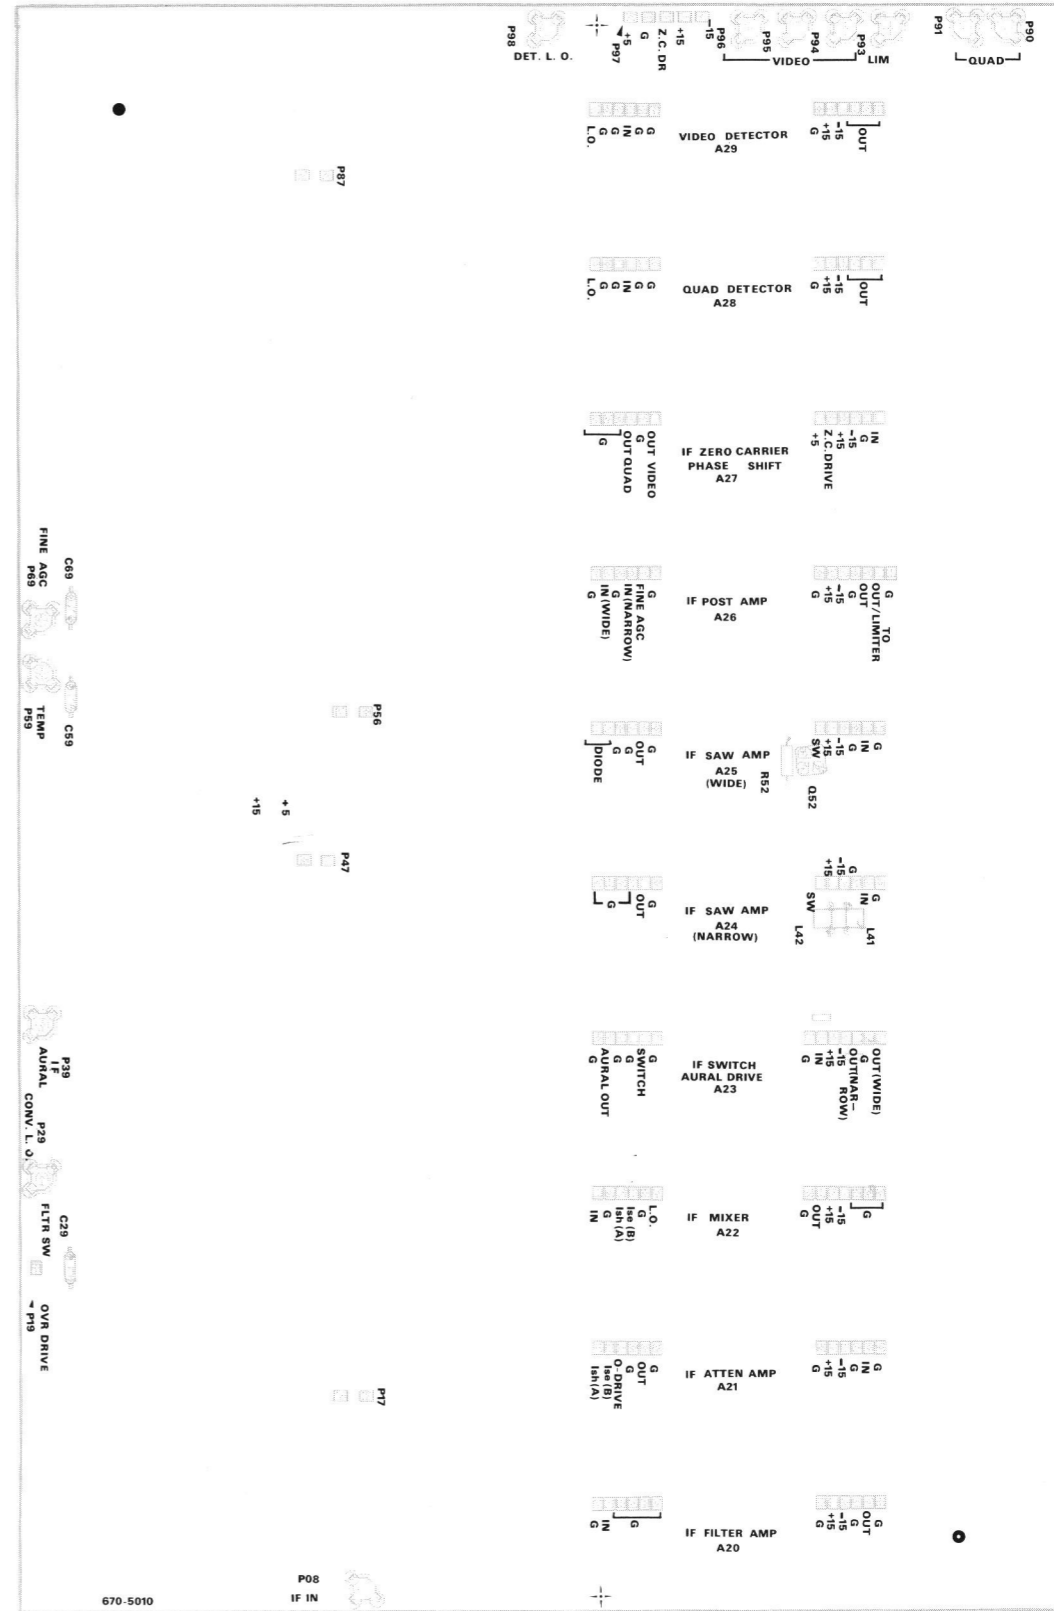 P98
DET. L. O.
P97
+5
G
Z.C. DR
+15
-15
P96
P95
P94
P93
VIDEO
LIM
P91
P90
QUAD
L.O.
G
G
IN
G
G
VIDEO DETECTOR
A29
G
+15
-15
OUT
P87
L.O.
G
G
IN
G
G
QUAD DETECTOR
A28
G
+15
-15
OUT
G
OUT QUAD
G
OUT VIDEO
IF ZERO CARRIER
PHASE SHIFT
A27
+5
Z.C. DRIVE
+15
-15
G
IN
FINE AGC
P69
C69
G
IN (WIDE)
G
IN (NARROW)
FINE AGC
G
IF POST AMP
A26
G
+15
-15
G
OUT
OUT/LIMITER
TO
G
TEMP
P59
C59
P56
DIODE
G
G
OUT
G
IF SAW AMP
A25
(WIDE)
R52
Q52
SW
+15
-15
G
IN
G
+15
+5
P47
G
OUT
G
IF SAW AMP
A24
(NARROW)
+15
-15
G
SW
IN
G
L42
L41
P39
IF
AURAL
G
AURAL OUT
G
G
SWITCH
G
IF SWITCH
AURAL DRIVE
A23
G
IN
+15
-15
OUT(NAR-
ROW)
G
OUT (WIDE)
P29
CONV. L. O.
IN
G
Ish (A)
Ise (B)
G
L.O.
IF MIXER
A22
G
OUT
+15
-15
G
FLTR SW
C29
OVR DRIVE
P19
P17
Ish (A)
Ise (B)
O-DRIVE
G
OUT
G
IF ATTEN AMP
A21
G
+15
-15
G
IN
G
G
IN
G
IF FILTER AMP
A20
G
+15
-15
G
OUT
G
P08
IF IN
670-5010